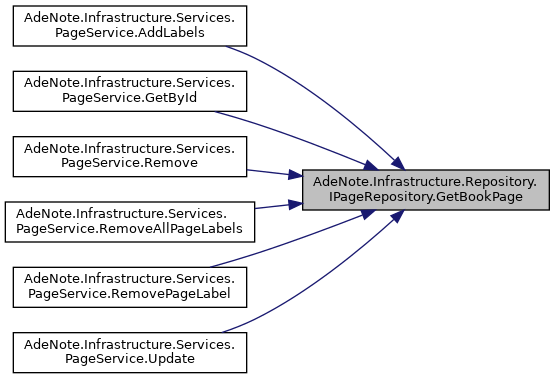 AdeNote.Infrastructure.Services.
PageService.AddLabels
AdeNote.Infrastructure.Services.
PageService.GetById
AdeNote.Infrastructure.Services.
PageService.Remove
AdeNote.Infrastructure.Services.
PageService.RemoveAllPageLabels
AdeNote.Infrastructure.Services.
PageService.RemovePageLabel
AdeNote.Infrastructure.Services.
PageService.Update
AdeNote.Infrastructure.Repository.
IPageRepository.GetBookPage